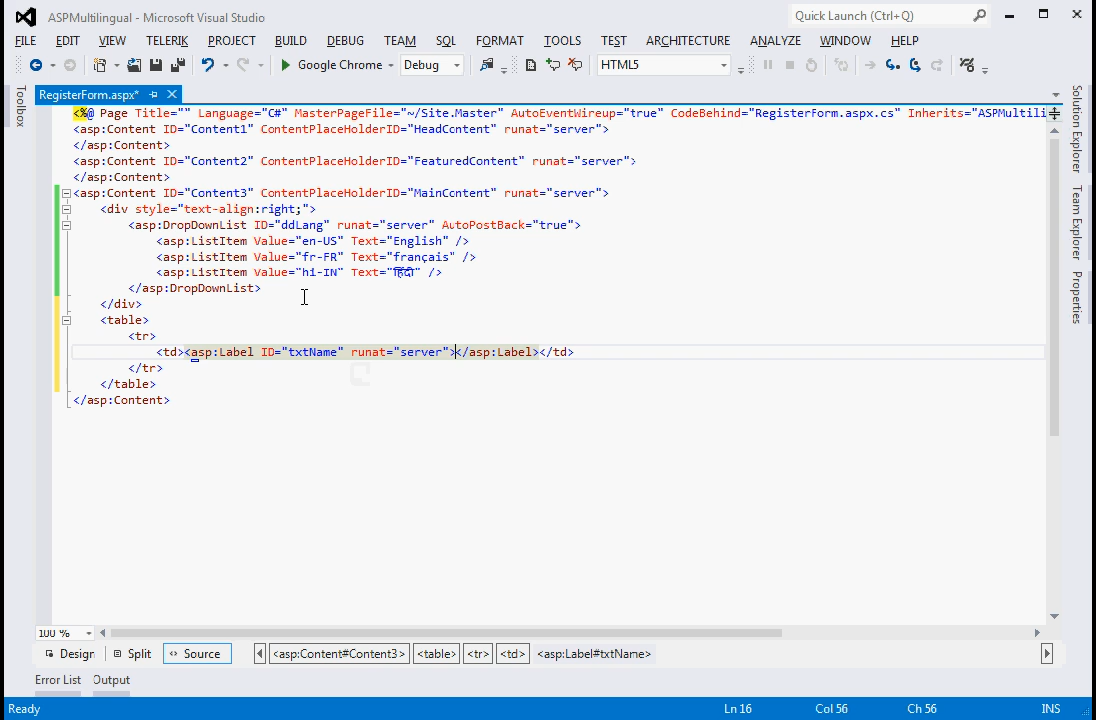 ASPMultilingual - Microsoft Visual Studio
Quick Launch (Ctrl+Q)
FILE EDIT VIEW TELERIK PROJECT BUILD DEBUG TEAM SQL FORMAT TOOLS TEST ARCHITECTURE ANALYZE WINDOW HELP
Google Chrome Debug HTML5
Toolbox
RegisterForm.aspx*
Solution Explorer
Team Explorer
Properties
<%@ Page Title="" Language="C#" MasterPageFile="~/Site.Master" AutoEventWireup="true" CodeBehind="RegisterForm.aspx.cs" Inherits="ASPMultili
<asp:Content ID="Content1" ContentPlaceHolderID="HeadContent" runat="server">
</asp:Content>
<asp:Content ID="Content2" ContentPlaceHolderID="FeaturedContent" runat="server">
</asp:Content>
<asp:Content ID="Content3" ContentPlaceHolderID="MainContent" runat="server">
<div style="text-align:right;">
<asp:DropDownList ID="ddLang" runat="server" AutoPostBack="true">
<asp:ListItem Value="en-US" Text="English" />
<asp:ListItem Value="fr-FR" Text="français" />
<asp:ListItem Value="hi-IN" Text="हिंदी" />
</asp:DropDownList>
</div>
<table>
<tr>
<td><asp:Label ID="txtName" runat="server"></asp:Label></td>
</tr>
</table>
</asp:Content>
100 %
Design Split Source <asp:Content#Content3> <table> <tr> <td> <asp:Label#txtName>
Error List Output
Ready Ln 16 Col 56 Ch 56 INS